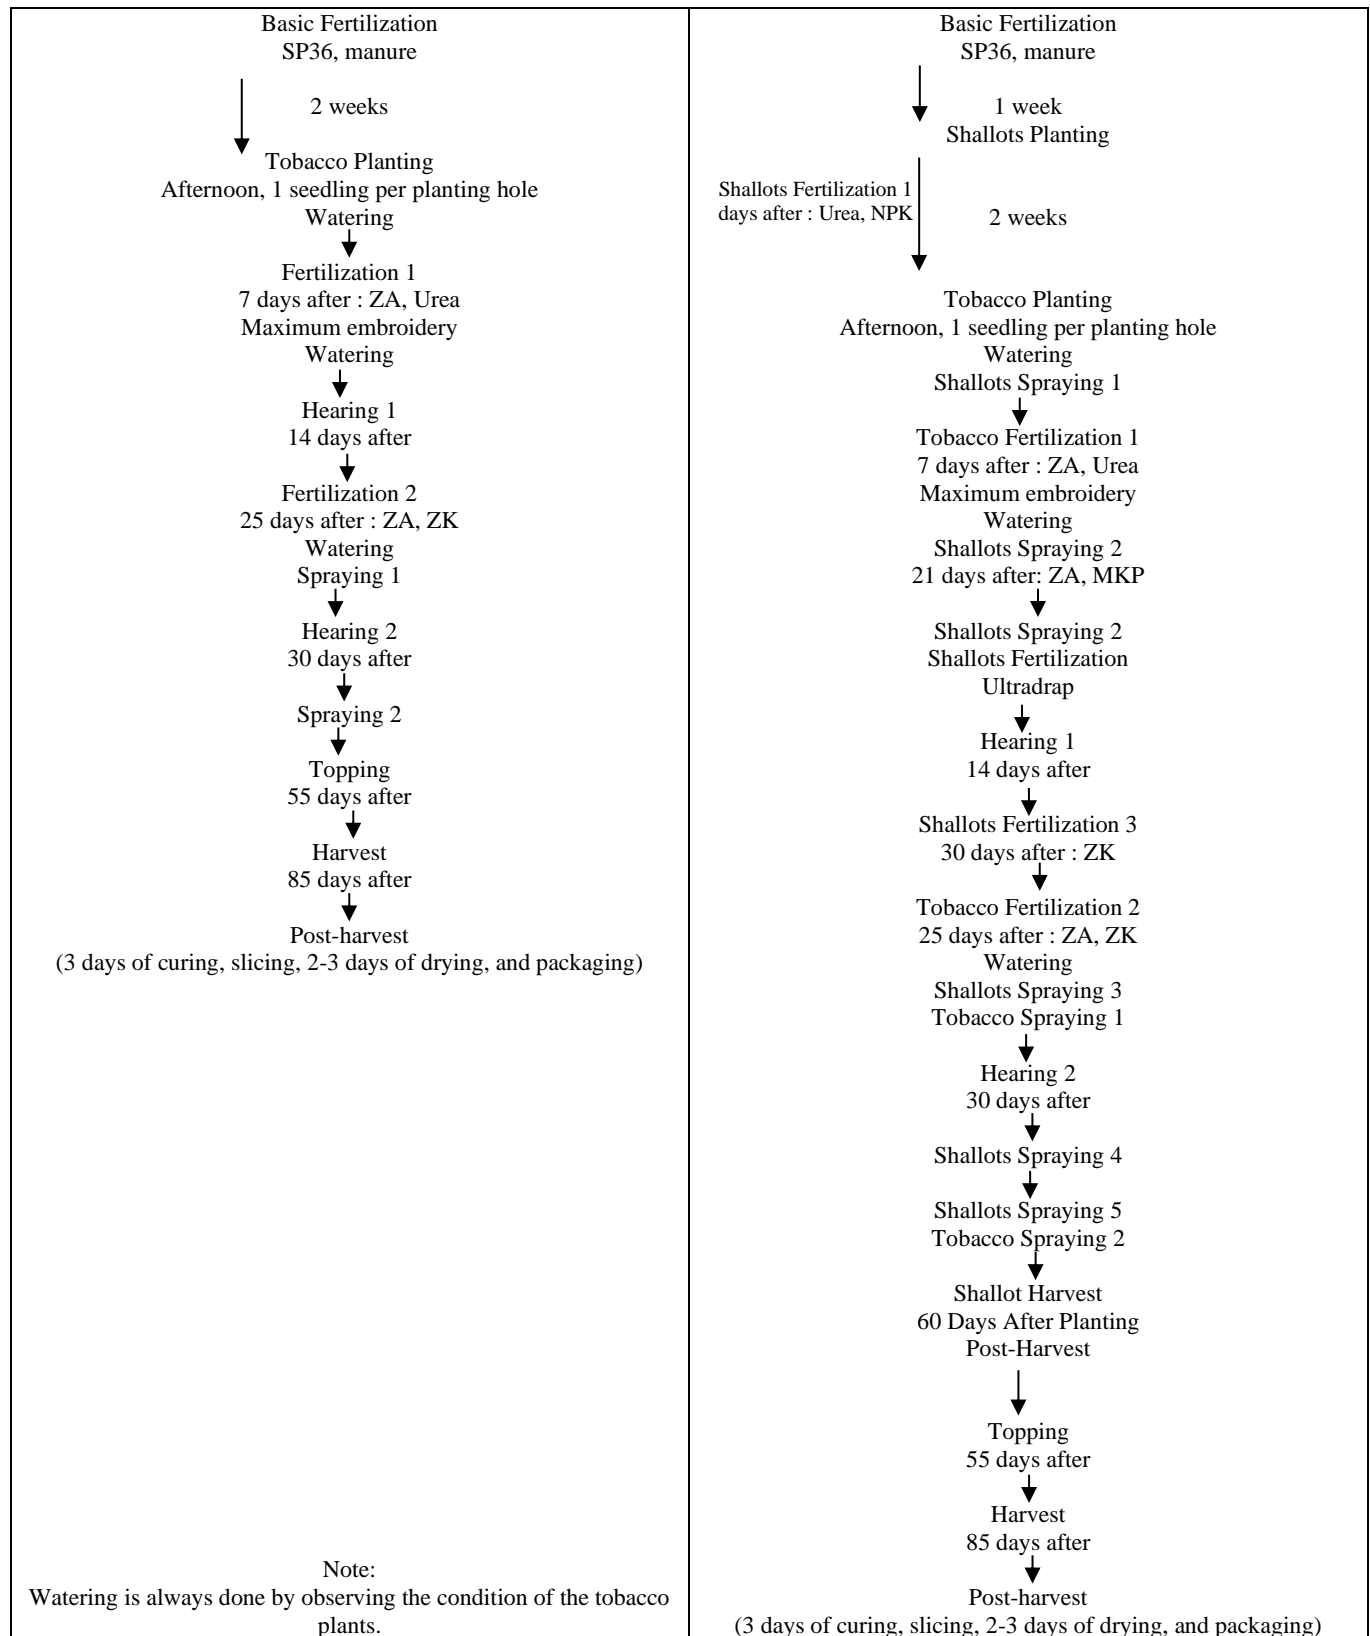 Basic Fertilization
SP36, manure
2 weeks
Tobacco Planting
Afternoon, 1 seedling per planting hole
Watering
Fertilization 1
7 days after : ZA, Urea
Maximum embroidery
Watering
Hearing 1
14 days after
Fertilization 2
25 days after : ZA, ZK
Watering
Spraying 1
Hearing 2
30 days after
Spraying 2
Topping
55 days after
Harvest
85 days after
Post-harvest
(3 days of curing, slicing, 2-3 days of drying, and packaging)
Note:
Watering is always done by observing the condition of the tobacco
plants.
Basic Fertilization
SP36, manure
1 week
Shallots Planting
Shallots Fertilization 1
days after : Urea, NPK
2 weeks
Tobacco Planting
Afternoon, 1 seedling per planting hole
Watering
Shallots Spraying 1
Tobacco Fertilization 1
7 days after : ZA, Urea
Maximum embroidery
Watering
Shallots Spraying 2
21 days after: ZA, MKP
Shallots Spraying 2
Shallots Fertilization
Ultradrap
Hearing 1
14 days after
Shallots Fertilization 3
30 days after : ZK
Tobacco Fertilization 2
25 days after : ZA, ZK
Watering
Shallots Spraying 3
Tobacco Spraying 1
Hearing 2
30 days after
Shallots Spraying 4
Shallots Spraying 5
Tobacco Spraying 2
Shallot Harvest
60 Days After Planting
Post-Harvest
Topping
55 days after
Harvest
85 days after
Post-harvest
(3 days of curing, slicing, 2-3 days of drying, and packaging)